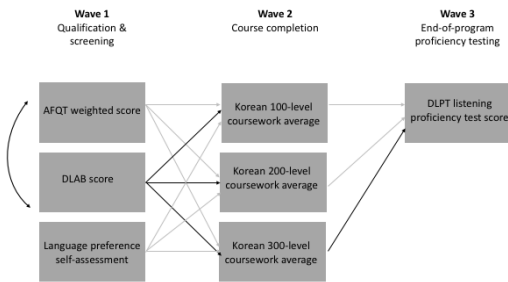 Wave 1
Qualification &
screening
Wave 2
Course completion
Wave 3
End-of-program
proficiency testing
AFQT weighted score
DLAB score
Language preference
self-assessment
Korean 100-level
coursework average
Korean 200-level
coursework average
Korean 300-level
coursework average
DLPT listening
proficiency test score